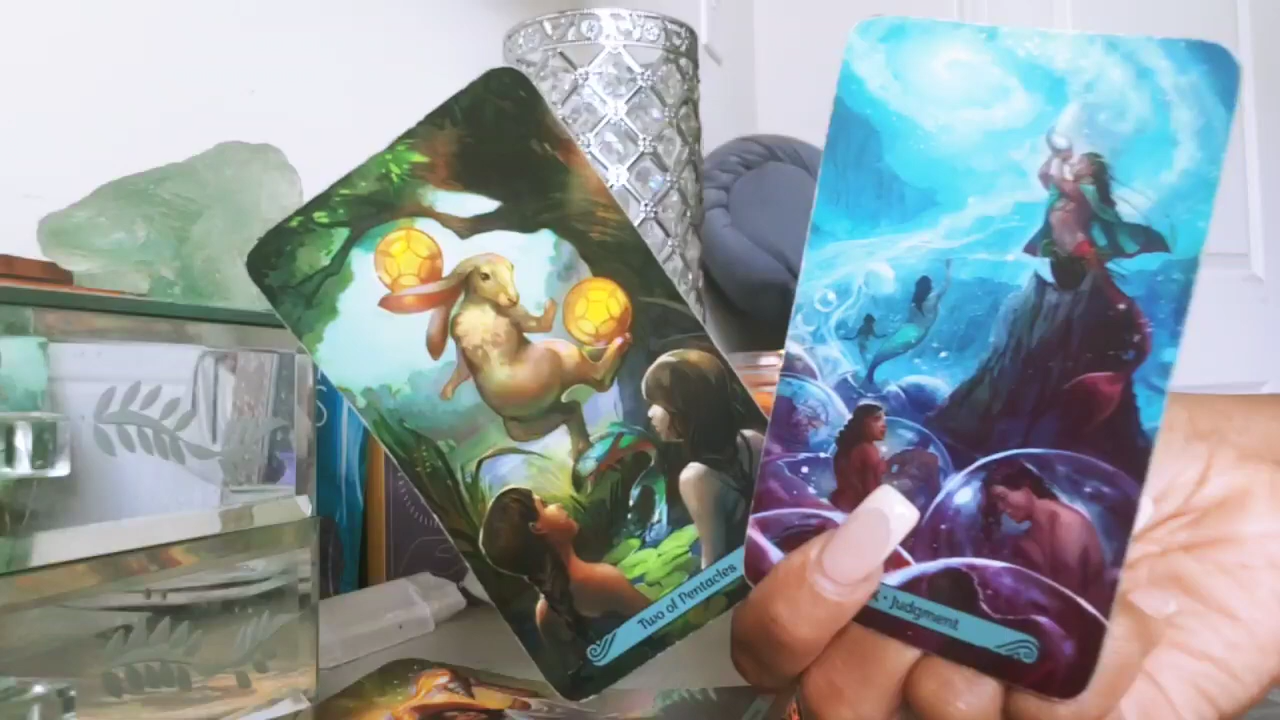 Two of Pentacles
X • Judgment